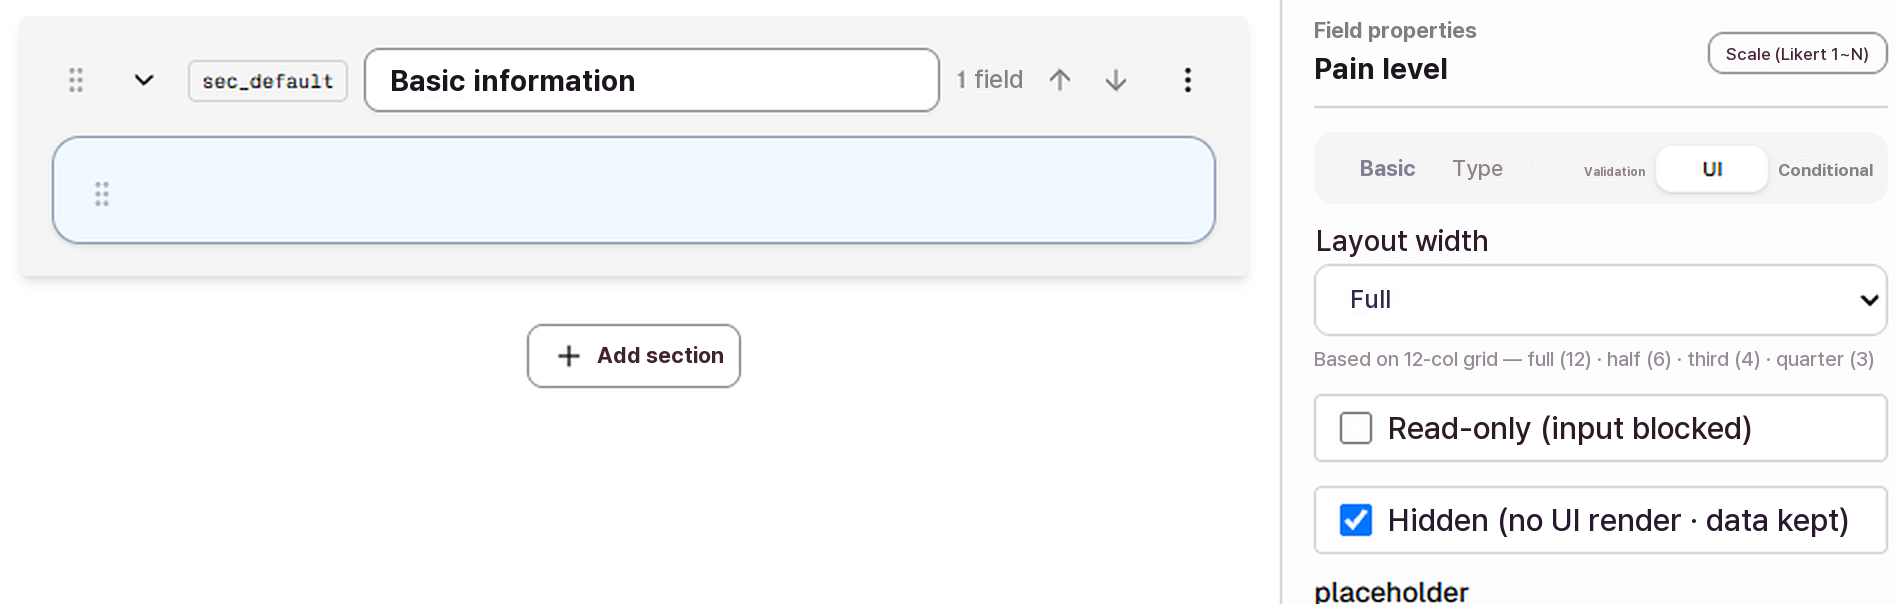 sec_default
Basic information
1 field
Add section
Field properties
Pain level
Scale (Likert 1~N)
Basic
Type
Validation
UI
Conditional
Layout width
Full
Based on 12-col grid — full (12) · half (6) · third (4) · quarter (3)
Read-only (input blocked)
Hidden (no UI render · data kept)
placeholder